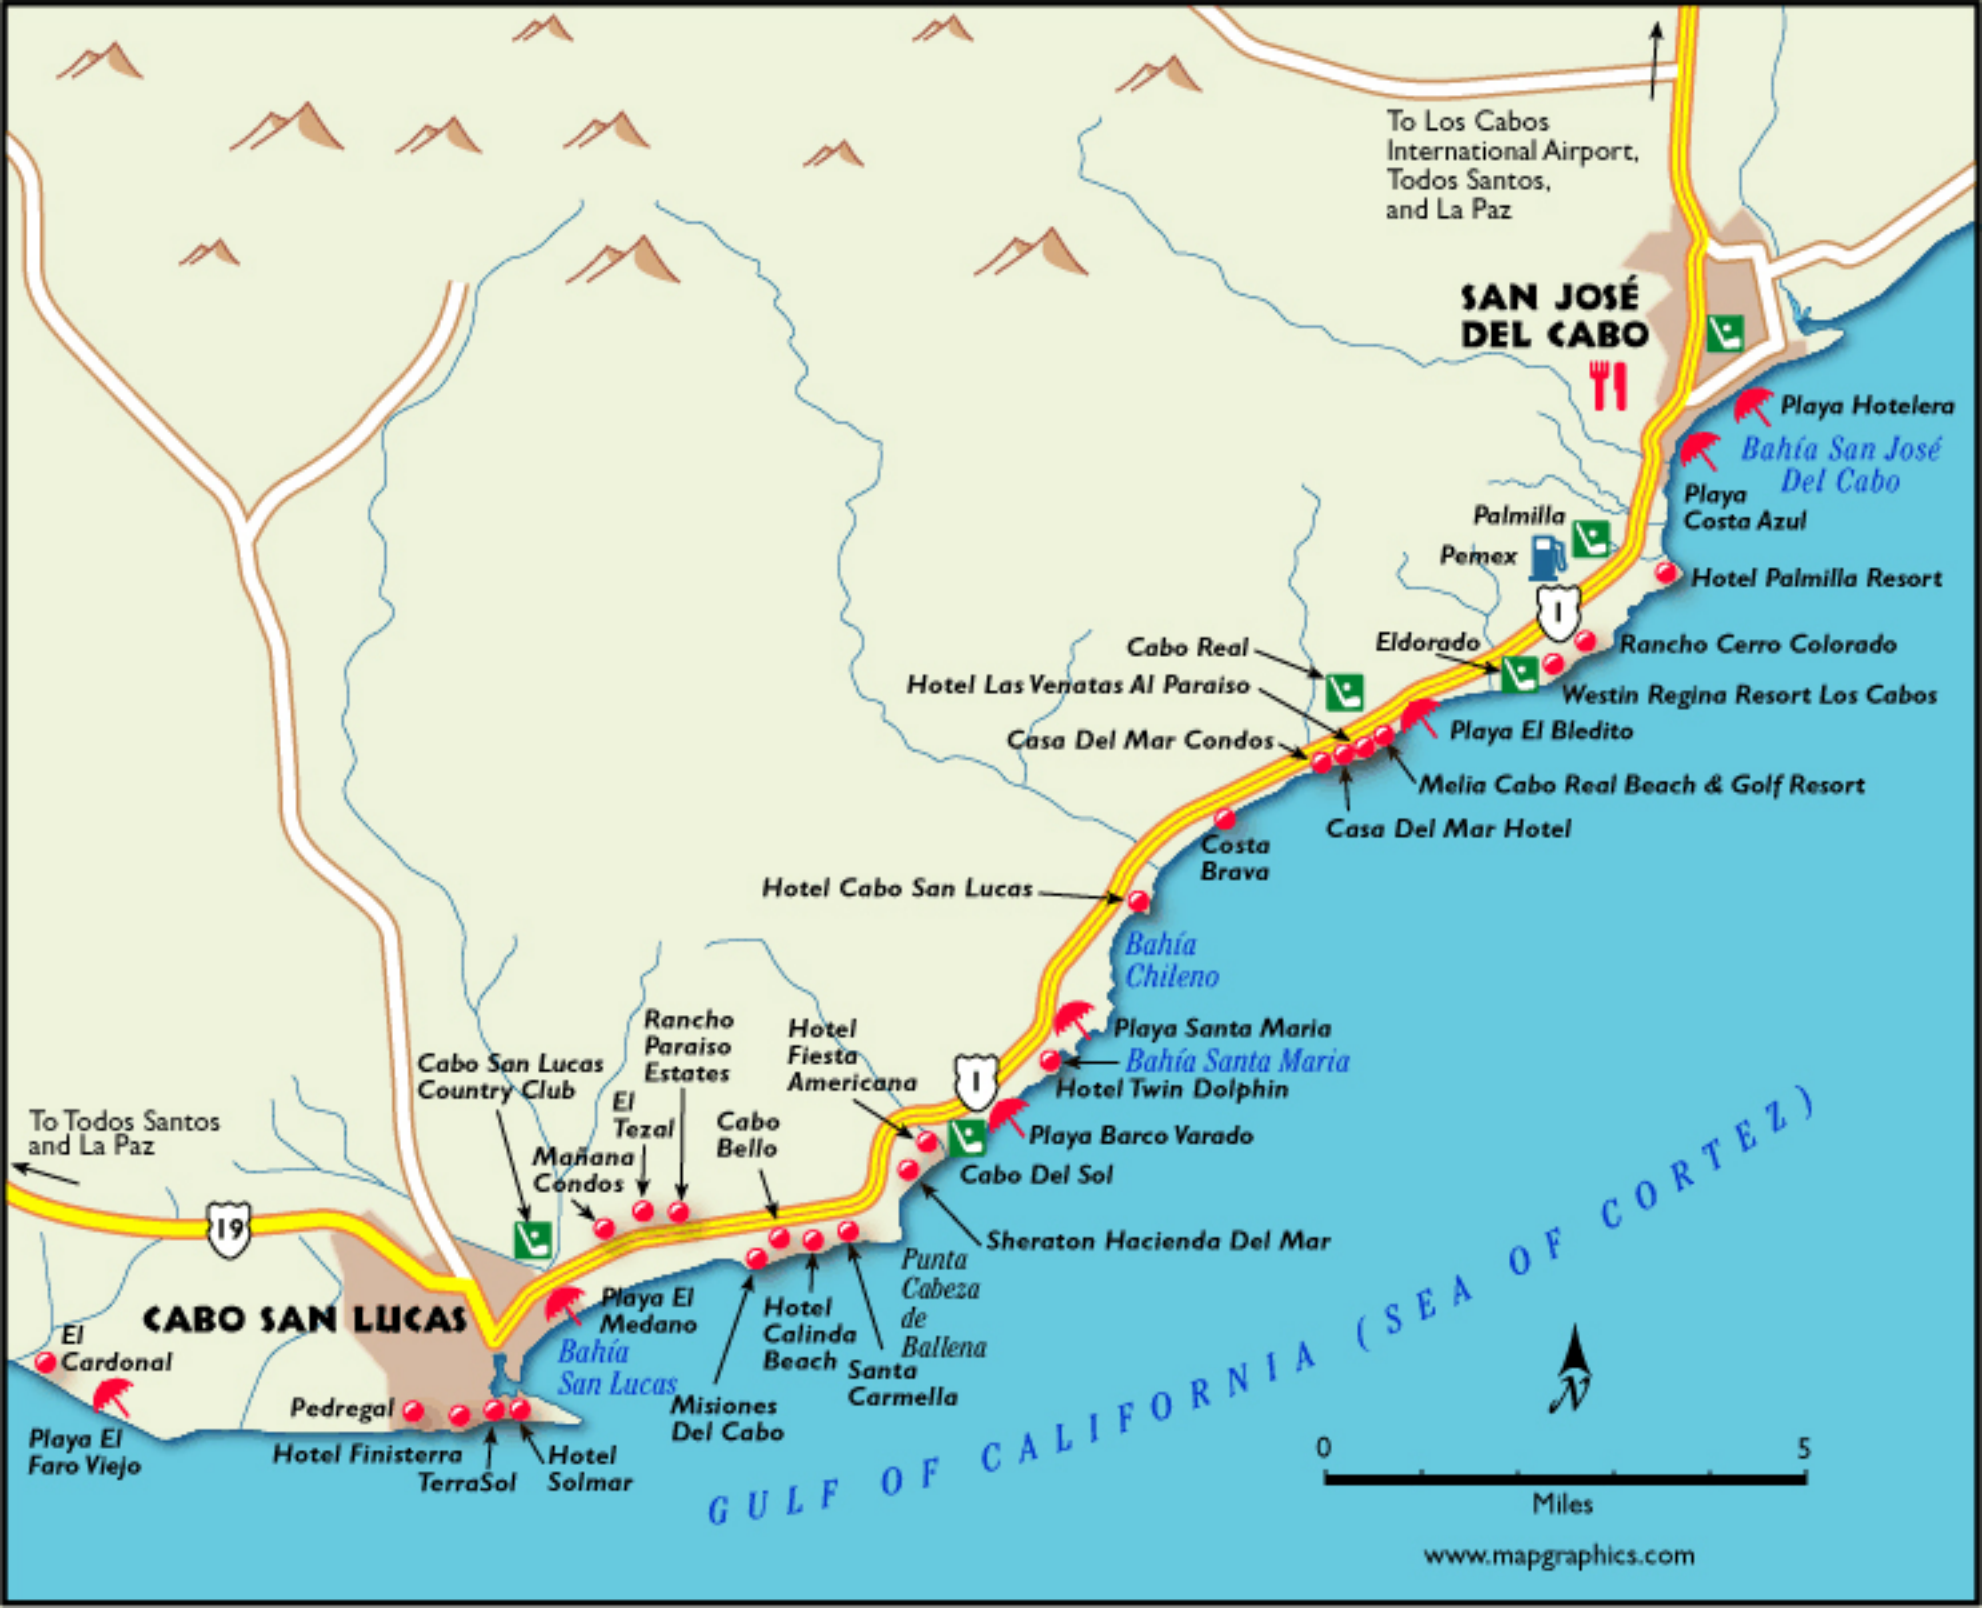 To Los Cabos
International Airport,
Todos Santos,
and La Paz
SAN JOSÉ
DEL CABO
Playa Hotelera
Bahía San José
Del Cabo
Playa
Costa Azul
Palmilla
Pemex
Hotel Palmilla Resort
1
Eldorado
Rancho Cerro Colorado
Cabo Real
Hotel Las Venatas Al Paraiso
Westin Regina Resort Los Cabos
Playa El Bledito
Casa Del Mar Condos
Melia Cabo Real Beach & Golf Resort
Casa Del Mar Hotel
Costa
Brava
Hotel Cabo San Lucas
Bahía
Chileno
Playa Santa Maria
Bahía Santa Maria
Hotel Twin Dolphin
1
Playa Barco Varado
Cabo Del Sol
Hotel
Fiesta
Americana
Rancho
Paraiso
Estates
Cabo San Lucas
Country Club
El
Tezal
Cabo
Bello
Mañana
Condos
To Todos Santos
and La Paz
19
Sheraton Hacienda Del Mar
Punta
Cabeza
de
Ballena
CABO SAN LUCAS
Playa El
Medano
Bahía
San Lucas
Hotel
Calinda
Beach
Santa
Carmella
Misiones
Del Cabo
El
Cardonal
Playa El
Faro Viejo
Pedregal
Hotel Finisterra
TerraSol
Hotel
Solmar
GULF OF CALIFORNIA (SEA OF CORTEZ)
N
0 5
Miles
www.mapgraphics.com